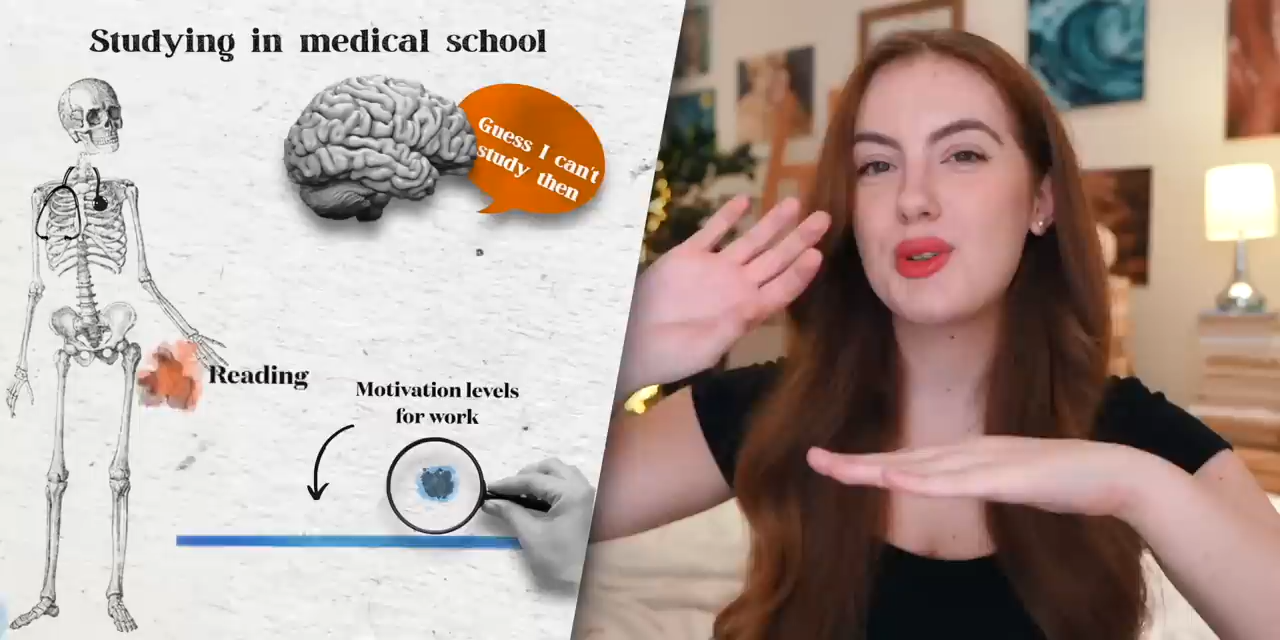 Studying in medical school
Guess I can't
study then
Reading
Motivation levels
for work